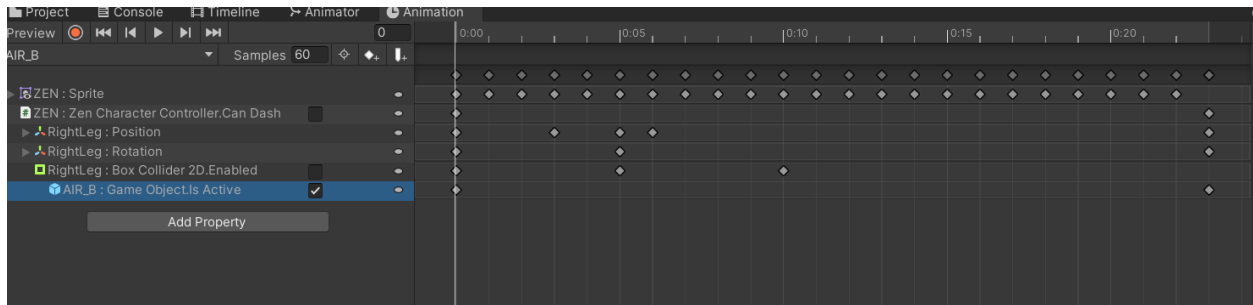 Project Console Timeline Animator Animation
Preview 0 0:00 0:05 0:10 0:15 0:20
AIR_B Samples 60
ZEN : Sprite
ZEN : Zen Character Controller.Can Dash
RightLeg : Position
RightLeg : Rotation
RightLeg : Box Collider 2D.Enabled
AIR_B : Game Object.Is Active
Add Property